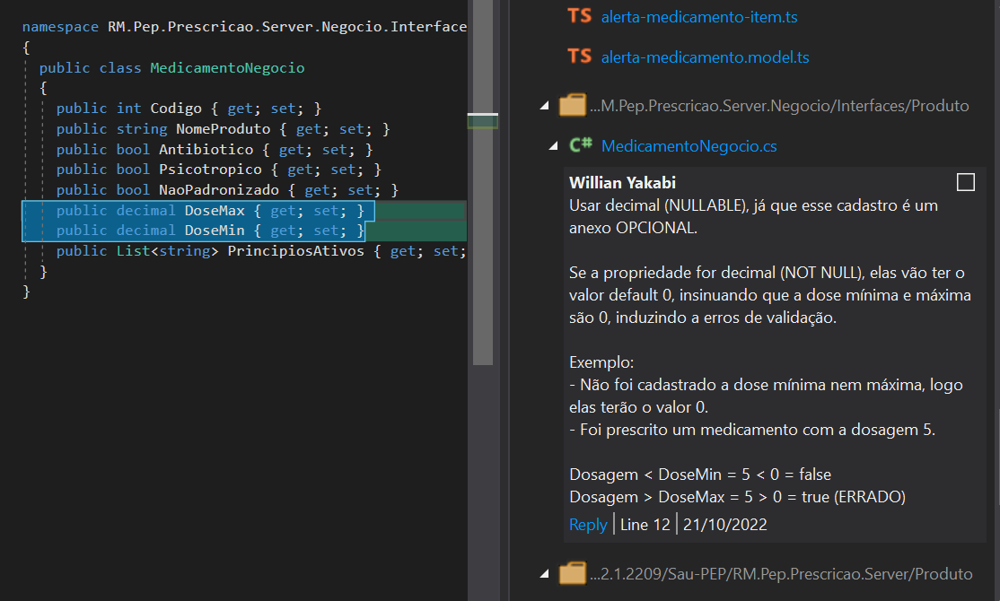 namespace RM.Pep.Prescricao.Server.Negocio.Interface
{
public class MedicamentoNegocio
{
public int Codigo { get; set; }
public string NomeProduto { get; set; }
public bool Antibiotico { get; set; }
public bool Psicotropico { get; set; }
public bool NaoPadronizado { get; set; }
public decimal DoseMax { get; set; }
public decimal DoseMin { get; set; }
public List<string> PrincipiosAtivos { get; set;
}
}
TS alerta-medicamento-item.ts
TS alerta-medicamento.model.ts
...M.Pep.Prescricao.Server.Negocio/Interfaces/Produto
C# MedicamentoNegocio.cs
Willian Yakabi
Usar decimal (NULLABLE), já que esse cadastro é um
anexo OPCIONAL.
Se a propriedade for decimal (NOT NULL), elas vão ter o
valor default 0, insinuando que a dose mínima e máxima
são 0, induzindo a erros de validação.
Exemplo:
- Não foi cadastrado a dose mínima nem máxima, logo
elas terão o valor 0.
- Foi prescrito um medicamento com a dosagem 5.
Dosagem < DoseMin = 5 < 0 = false
Dosagem > DoseMax = 5 > 0 = true (ERRADO)
Reply | Line 12 | 21/10/2022
...2.1.2209/Sau-PEP/RM.Pep.Prescricao.Server/Produto